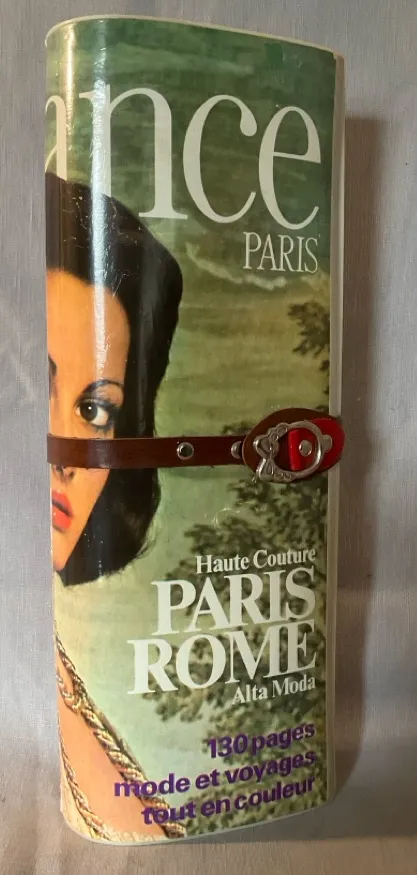 ance
PARIS
Haute Couture
PARIS
ROME
Alta Moda
130 pages
mode et voyages
tout en couleur